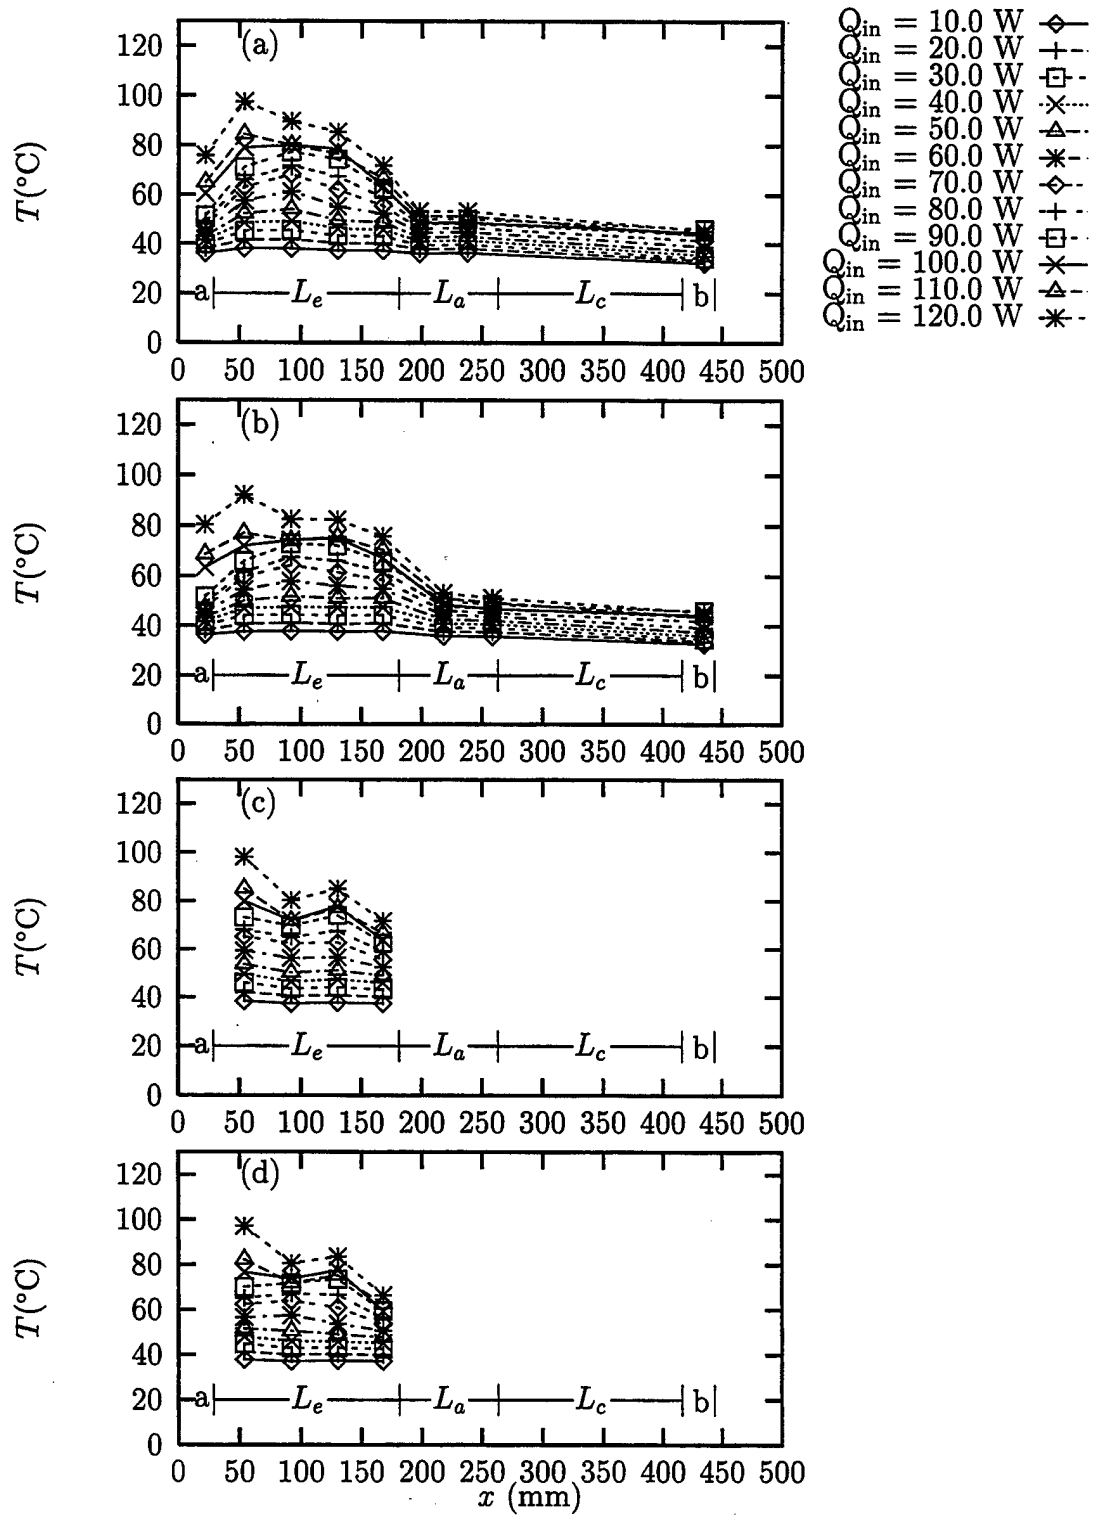 (a)
T(°C)
120
100
80
60
40
20
0
a L_e L_a L_c b
0 50 100 150 200 250 300 350 400 450 500
Q_in = 10.0 W
Q_in = 20.0 W
Q_in = 30.0 W
Q_in = 40.0 W
Q_in = 50.0 W
Q_in = 60.0 W
Q_in = 70.0 W
Q_in = 80.0 W
Q_in = 90.0 W
Q_in = 100.0 W
Q_in = 110.0 W
Q_in = 120.0 W
(b)
T(°C)
120
100
80
60
40
20
0
a L_e L_a L_c b
0 50 100 150 200 250 300 350 400 450 500
(c)
T(°C)
120
100
80
60
40
20
0
a L_e L_a L_c b
0 50 100 150 200 250 300 350 400 450 500
(d)
T(°C)
120
100
80
60
40
20
0
a L_e L_a L_c b
0 50 100 150 200 250 300 350 400 450 500
x (mm)